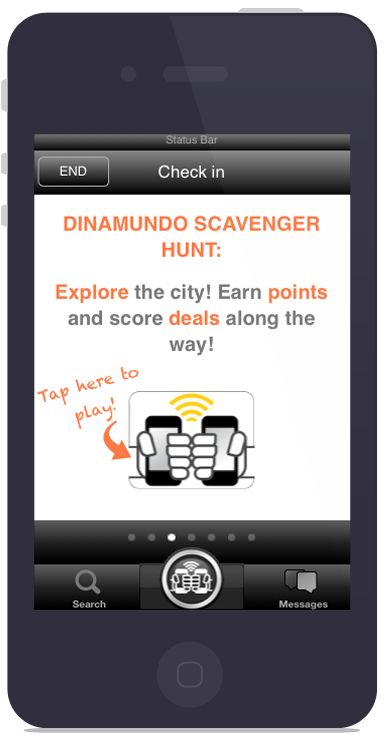 Status Bar
END
Check in
DINAMUNDO SCAVENGER
HUNT:
Explore the city! Earn points
and score deals along the
way!
Tap here to
play!
Search
Messages